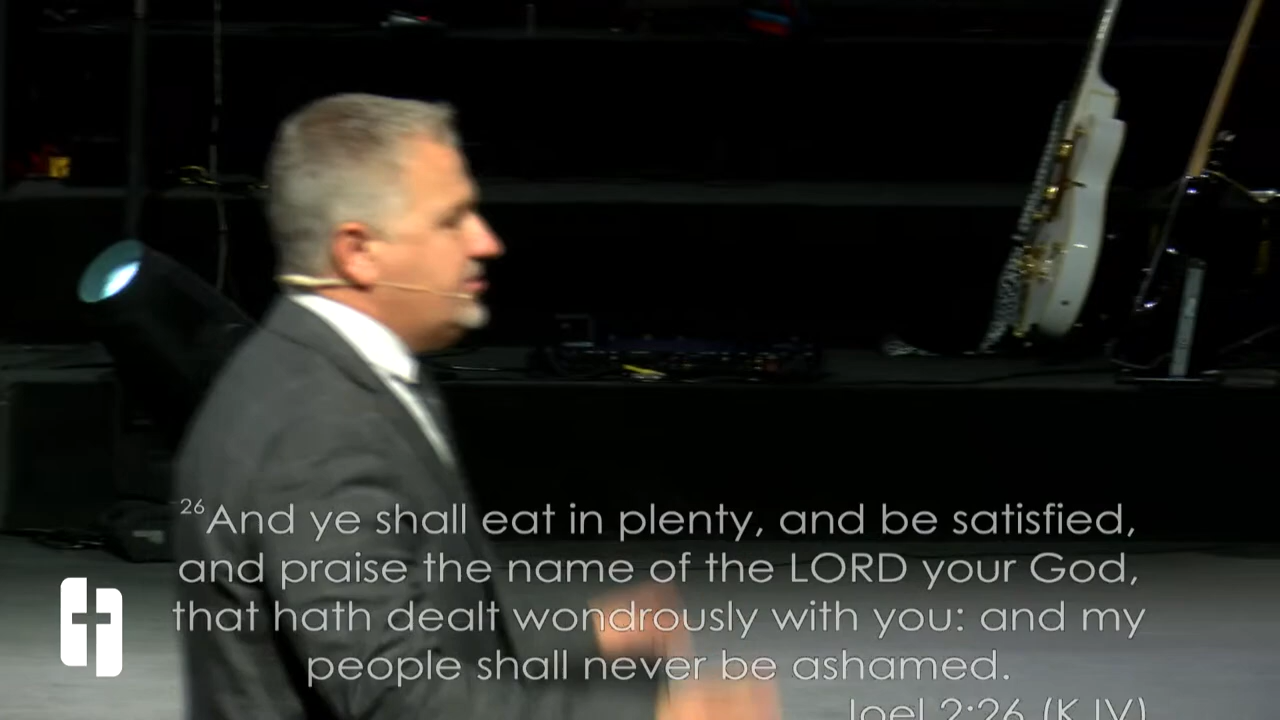 26And ye shall eat in plenty, and be satisfied,
and praise the name of the LORD your God,
that hath dealt wondrously with you: and my
people shall never be ashamed.
Joel 2:26 (KJV)